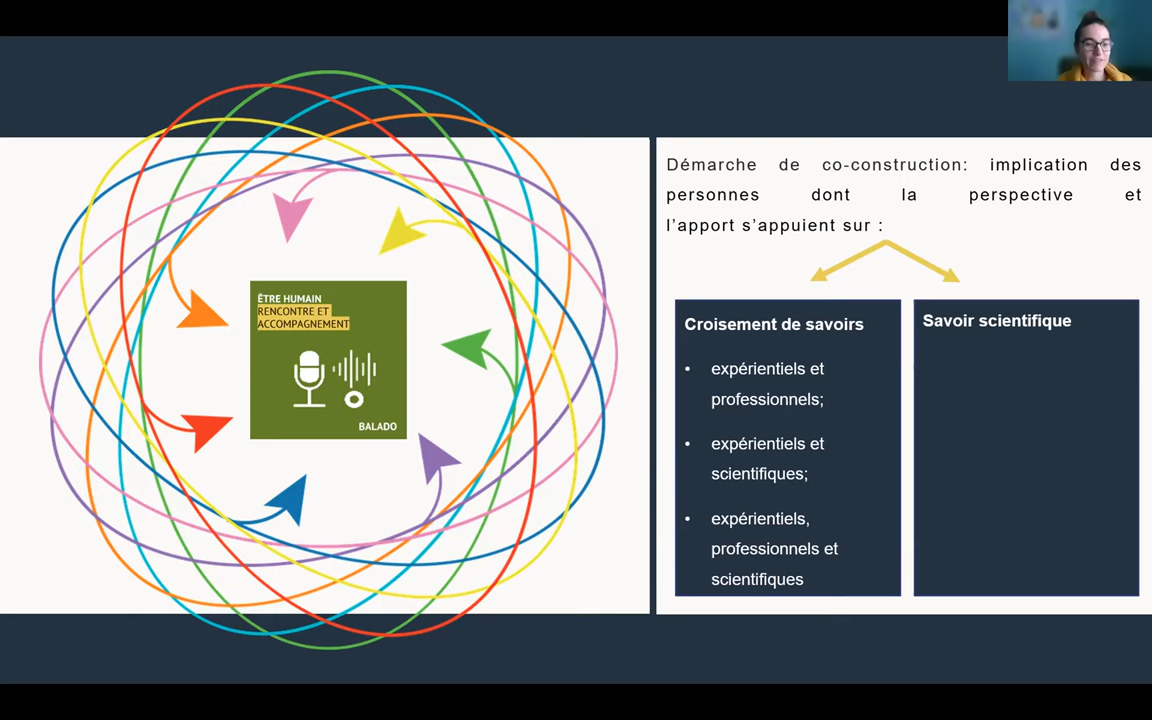 ÊTRE HUMAIN
RENCONTRE ET
ACCOMPAGNEMENT
BALADO
Démarche de co-construction: implication des
personnes dont la perspective et
l’apport s’appuient sur :
Croisement de savoirs
• expérientiels et
professionnels;
• expérientiels et
scientifiques;
• expérientiels,
professionnels et
scientifiques
Savoir scientifique